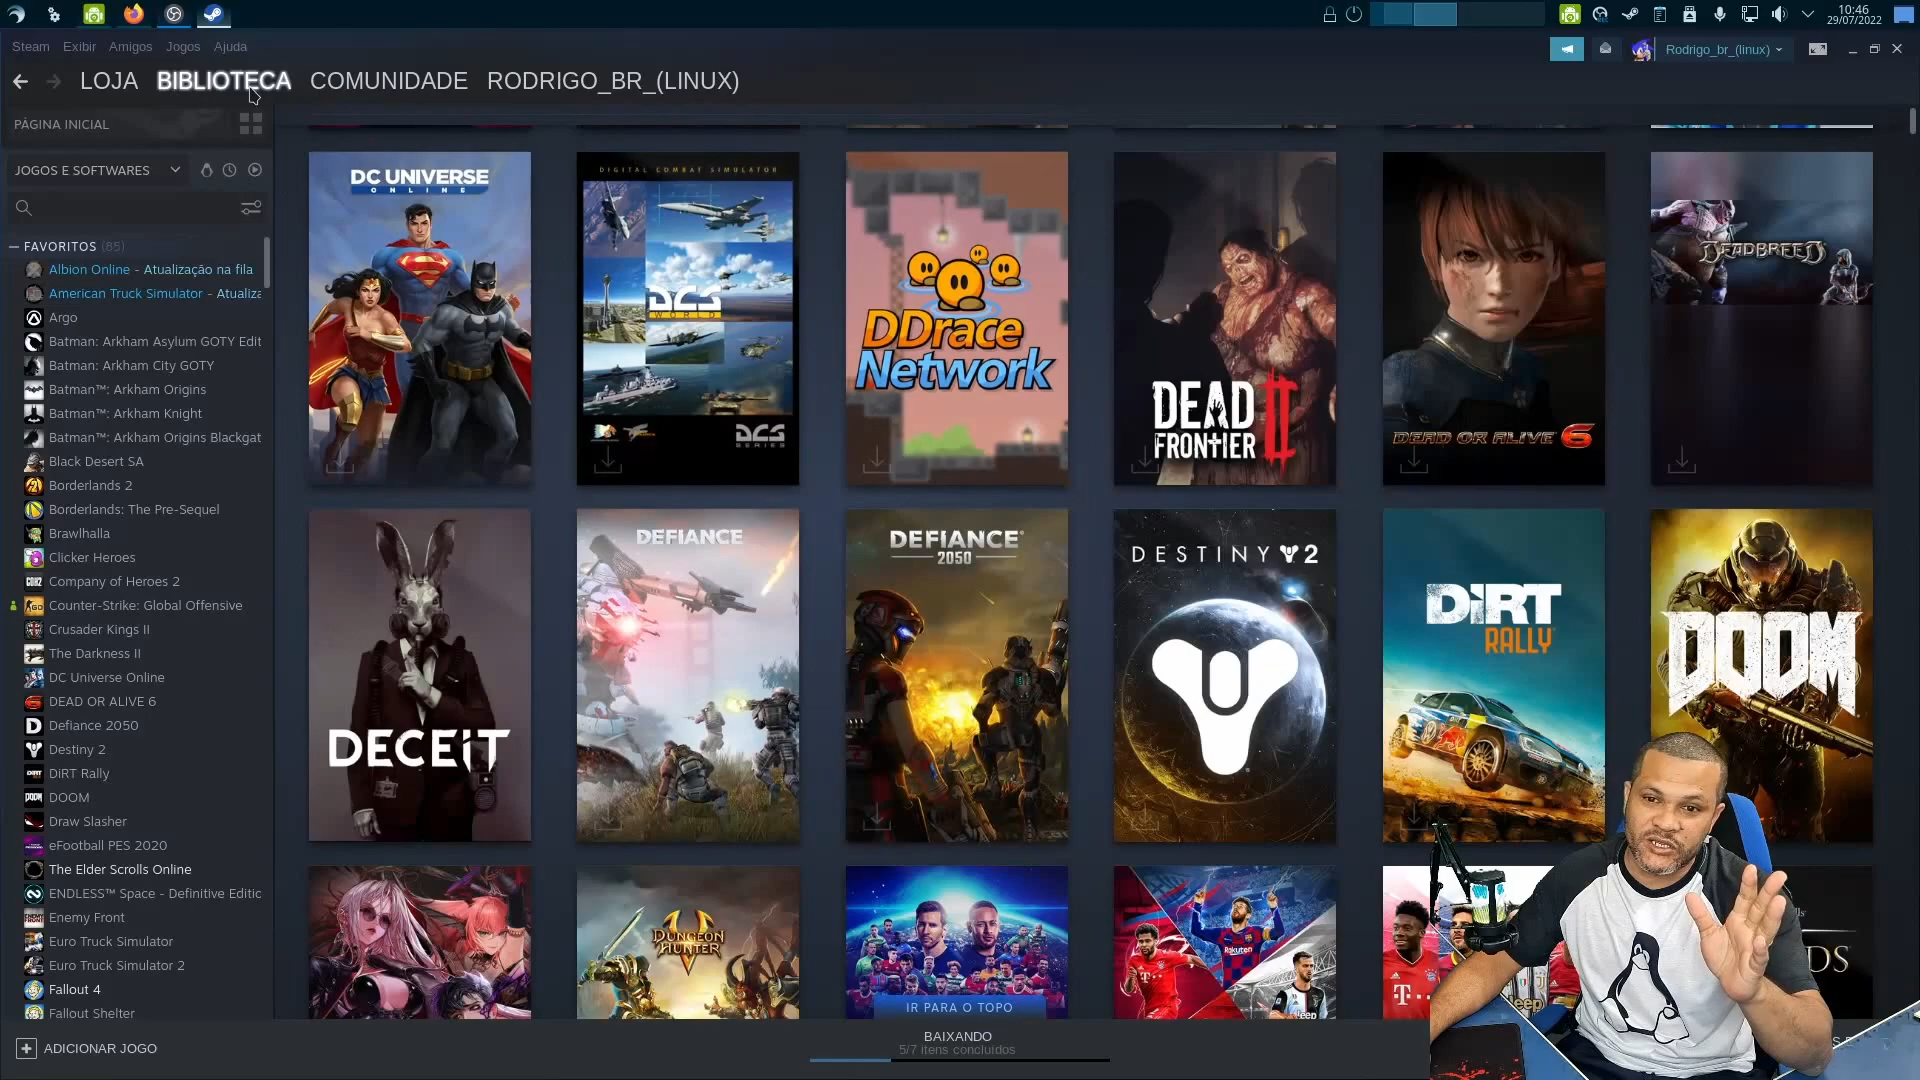 10:46
29/07/2022
Steam Exibir Amigos Jogos Ajuda
Rodrigo_br_(linux)
LOJA BIBLIOTECA COMUNIDADE RODRIGO_BR_(LINUX)
PÁGINA INICIAL
JOGOS E SOFTWARES
FAVORITOS (85)
Albion Online - Atualização na fila
American Truck Simulator - Atualiza
Argo
Batman: Arkham Asylum GOTY Edit
Batman: Arkham City GOTY
Batman™: Arkham Origins
Batman™: Arkham Knight
Batman™: Arkham Origins Blackgat
Black Desert SA
Borderlands 2
Borderlands: The Pre-Sequel
Brawlhalla
Clicker Heroes
Company of Heroes 2
Counter-Strike: Global Offensive
Crusader Kings II
The Darkness II
DC Universe Online
DEAD OR ALIVE 6
Defiance 2050
Destiny 2
DiRT Rally
DOOM
Draw Slasher
eFootball PES 2020
The Elder Scrolls Online
ENDLESS™ Space - Definitive Editic
Enemy Front
Euro Truck Simulator
Euro Truck Simulator 2
Fallout 4
Fallout Shelter
ADICIONAR JOGO
DC UNIVERSE
ONLINE
DIGITAL COMBAT SIMULATOR
DCS
WORLD
DCS
SERIES
DDrace
Network
DEAD II
FRONTIER
DEAD OR ALIVE 6
DEADBREED
DECEIT
DEFIANCE
DEFIANCE
2050
DESTINY 2
DiRT
RALLY
DOOM
DUNGEON
HUNTER
V
Rakuten
Jeep
DS
IR PARA O TOPO
BAIXANDO
5/7 itens concluídos